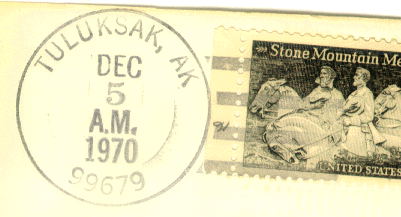 TULUKSAK, AK
DEC
5
A.M.
1970
99679
Stone Mountain Me
UNITED STATES